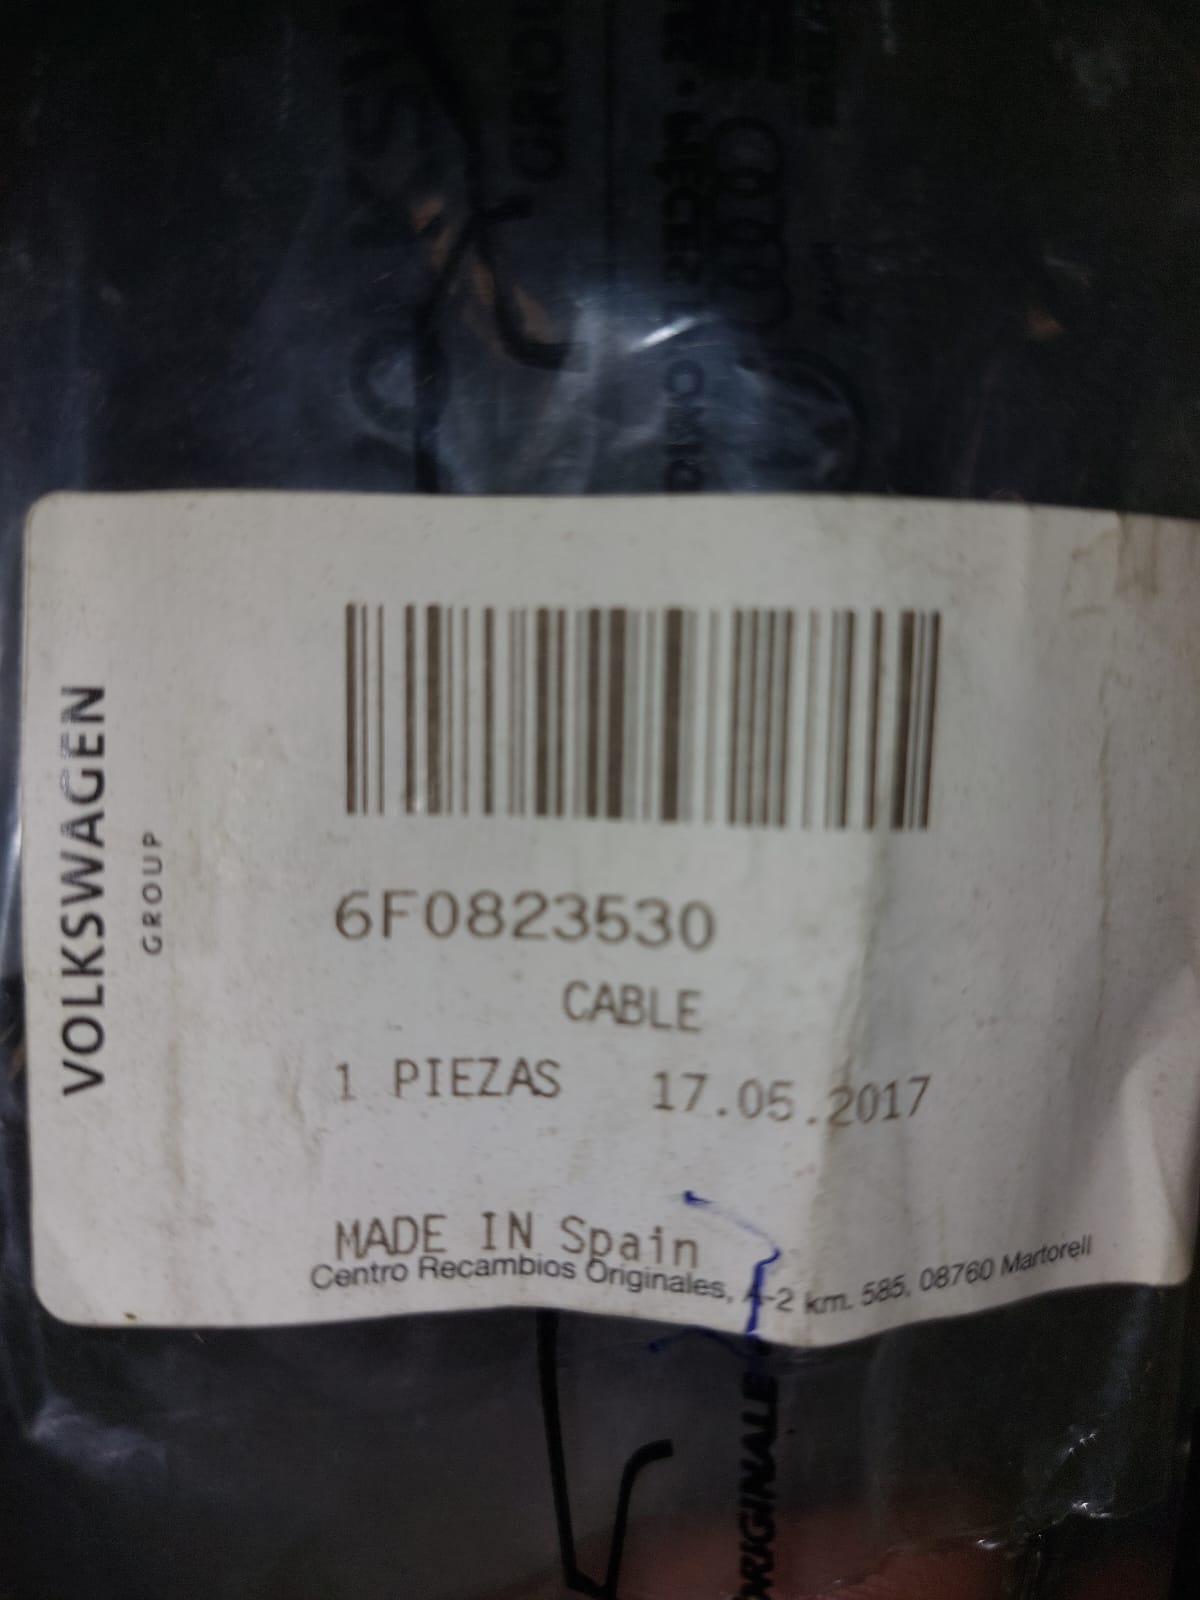 VOLKSWAGEN
GROUP
6F0823530
CABLE
1 PIEZAS 17.05.2017
MADE IN Spain
Centro Recambios Originales, A-2 km. 585, 08760 Martorell